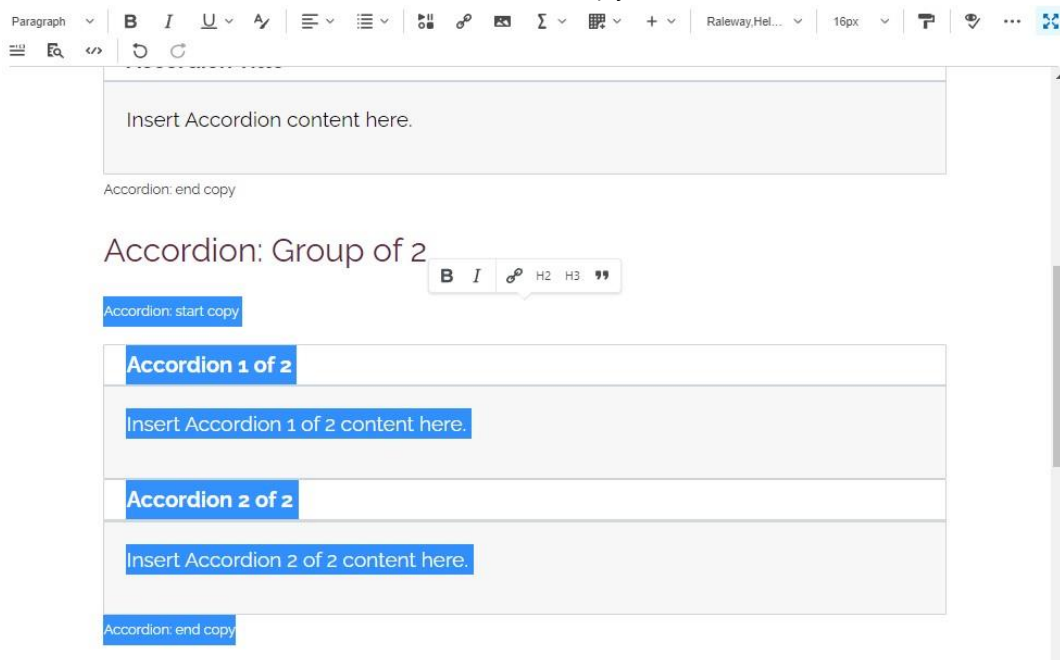 Paragraph B I U Raleway,Hel... 16px
Insert Accordion content here.
Accordion: end copy
Accordion: Group of 2
B I H2 H3
Accordion: start copy
Accordion 1 of 2
Insert Accordion 1 of 2 content here.
Accordion 2 of 2
Insert Accordion 2 of 2 content here.
Accordion: end copy